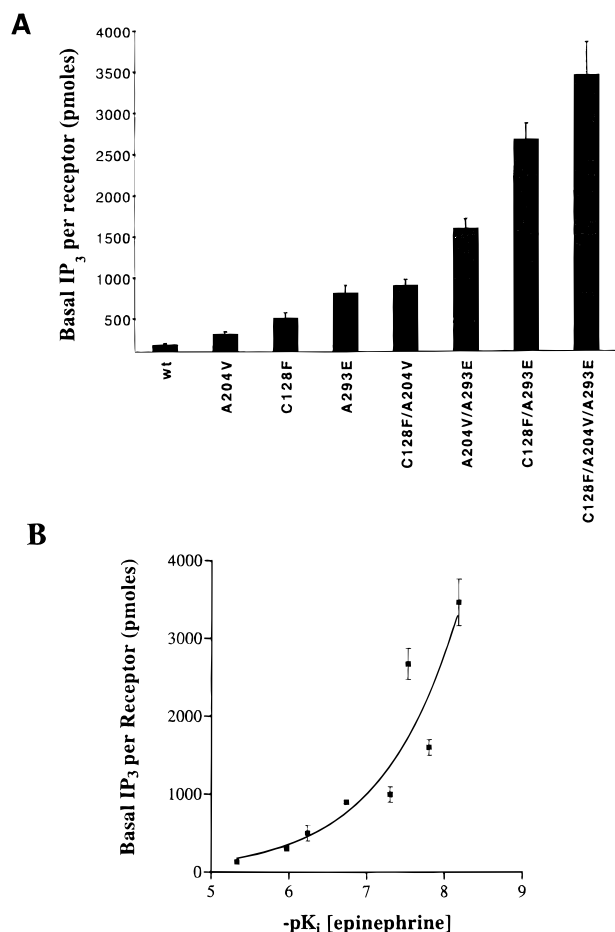 A
Basal IP3 per receptor (pmoles)
4000
3500
3000
2500
2000
1500
1000
500
wt
A204V
C128F
A293E
C128F/A204V
A204V/A293E
C128F/A293E
C128F/A204V/A293E
B
Basal IP3 per Receptor (pmoles)
4000
3000
2000
1000
0
5 6 7 8 9
-pKi [epinephrine]